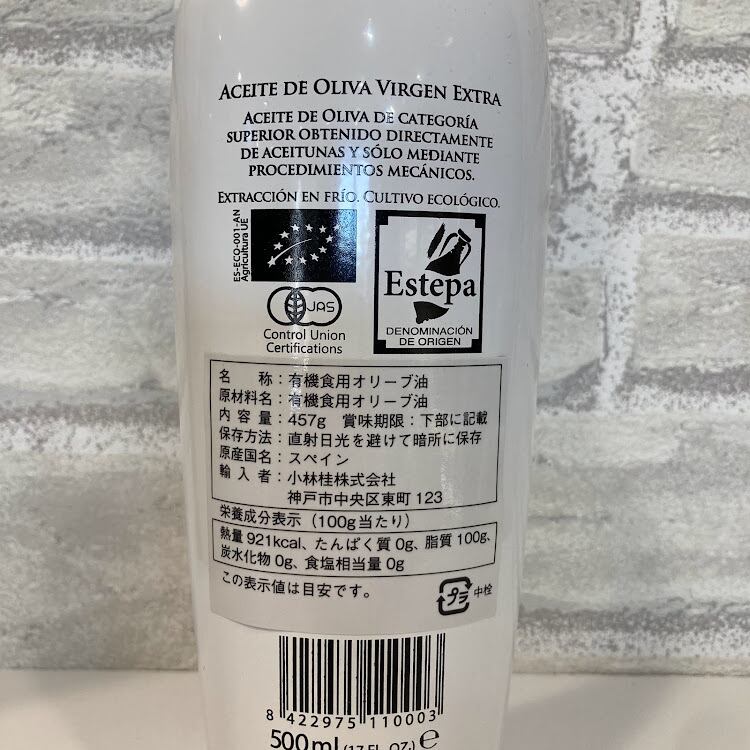 ACEITE DE OLIVA VIRGEN EXTRA
ACEITE DE OLIVA DE CATEGORÍA
SUPERIOR OBTENIDO DIRECTAMENTE
DE ACEITUNAS Y SÓLO MEDIANTE
PROCEDIMIENTOS MECÁNICOS.
EXTRACCIÓN EN FRÍO. CULTIVO ECOLÓGICO.
ES-ECO-001-AN
Agricultura UE
JAS
Control Union
Certifications
Estepa
DENOMINACIÓN
DE ORIGEN
名 称：有機食用オリーブ油
原材料名：有機食用オリーブ油
内 容 量：457g 賞味期限：下部に記載
保存方法：直射日光を避けて暗所に保存
原産国名：スペイン
輸 入 者：小林桂株式会社
神戸市中央区東町 123
栄養成分表示（100g当たり）
熱量 921kcal、たんぱく質 0g、脂質 100g、
炭水化物 0g、食塩相当量 0g
この表示値は目安です。
プラ 中栓
8 422975 110003
500ml (17 FL. OZ.) e